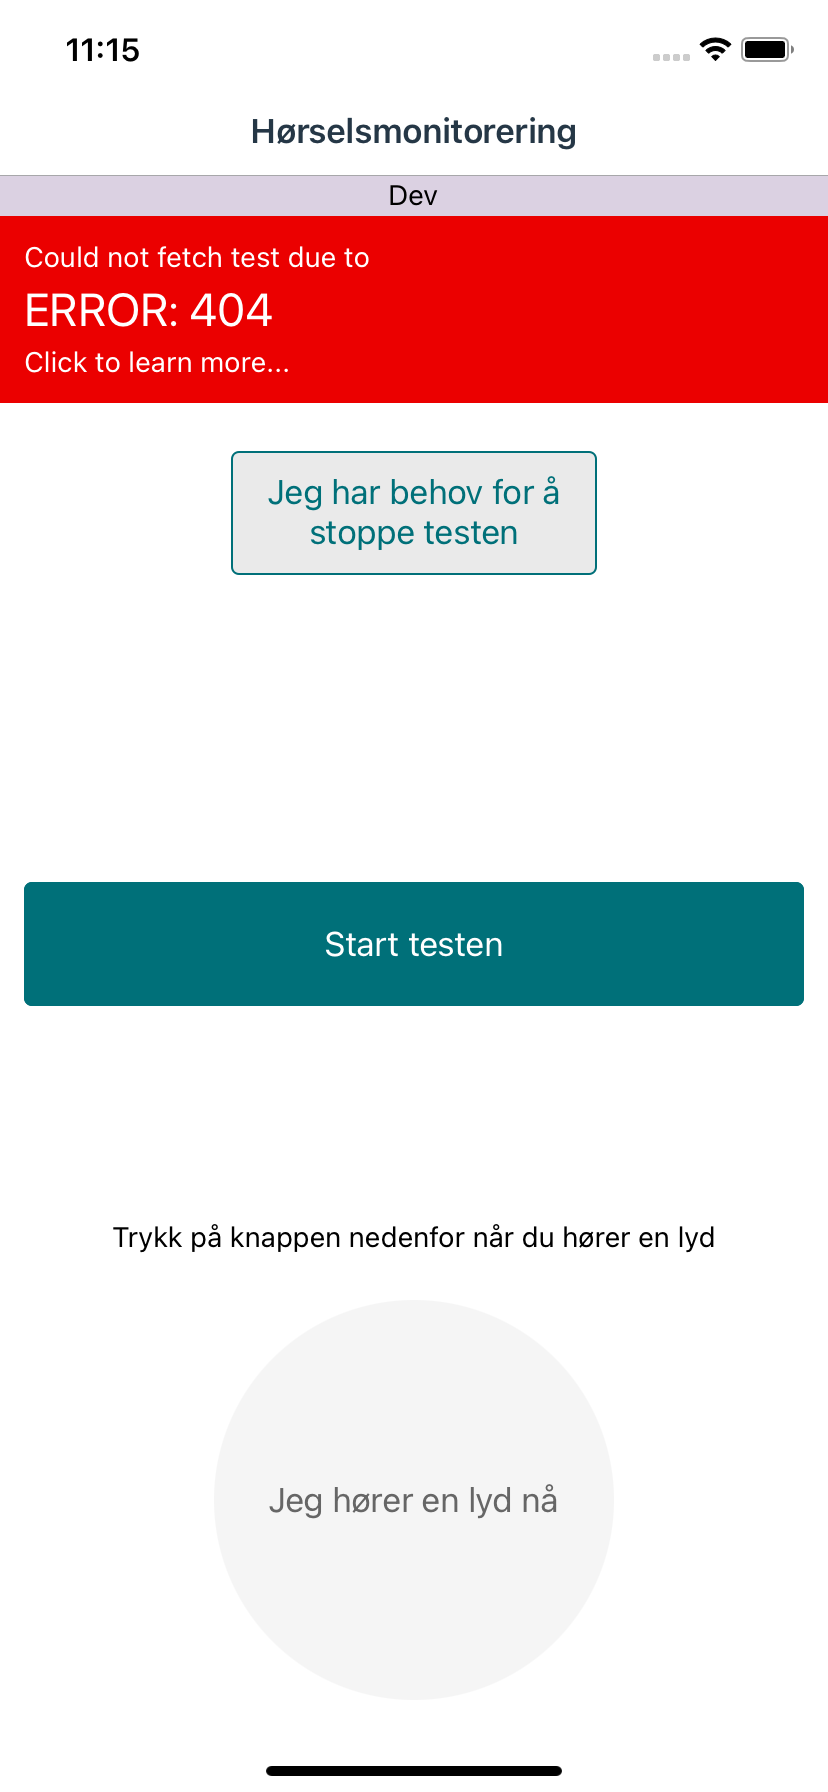 11:15
Hørselsmonitorering
Dev
Could not fetch test due to
ERROR: 404
Click to learn more...
Jeg har behov for å
stoppe testen
Start testen
Trykk på knappen nedenfor når du hører en lyd
Jeg hører en lyd nå